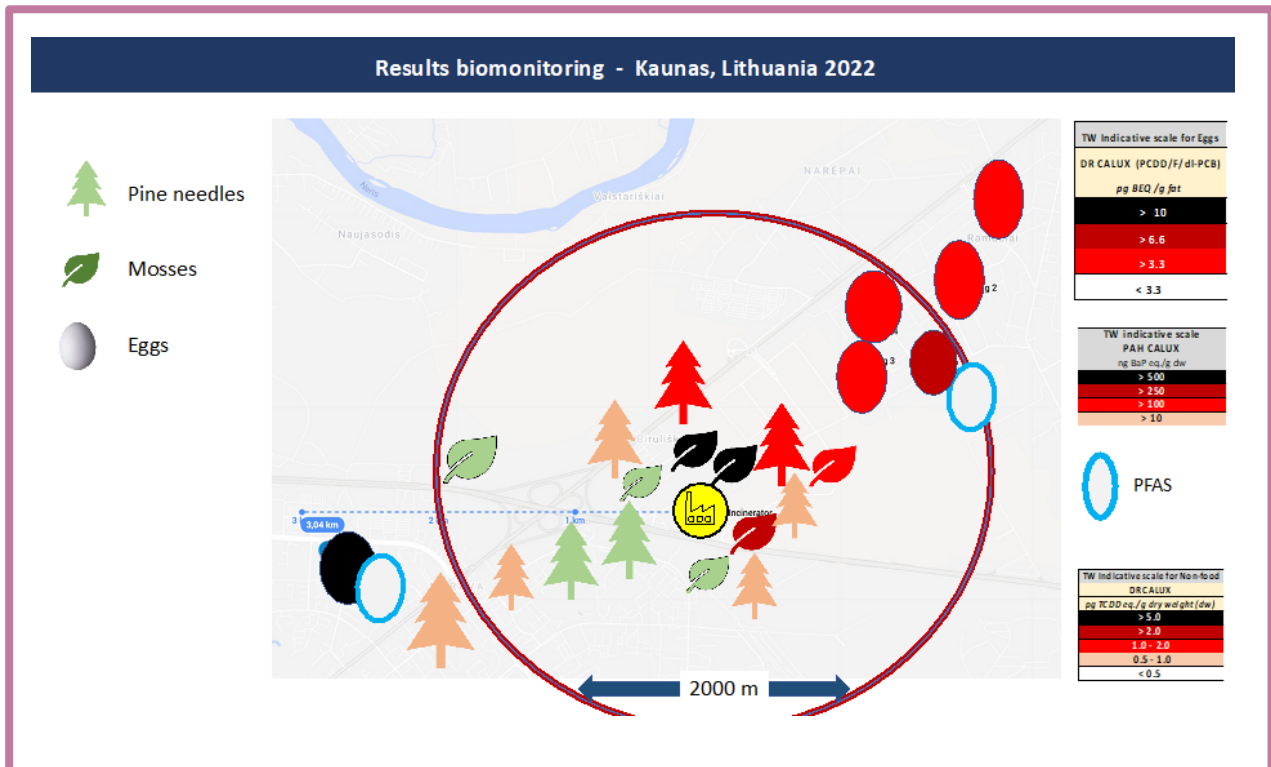 Results biomonitoring - Kaunas, Lithuania 2022
Pine needles
Mosses
Eggs
Neris
Vaistariškiai
NAREPAI
Naujasodis
g 2
g 3
Incinerator
3,04 km
1 km
2000 m
TW Indicative scale for Eggs
DR CALUX (PCDD/F/dl-PCB)
pg BEQ /g fat
> 10
> 6.6
> 3.3
< 3.3
TW indicative scale
PAH CALUX
ng BaP eq./g dw
> 500
> 250
> 100
> 10
PFAS
TW Indicative scale for Non-food
DR CALUX
pg TCDD eq./g dry weight (dw)
> 5.0
> 2.0
1.0 - 2.0
0.5 - 1.0
< 0.5